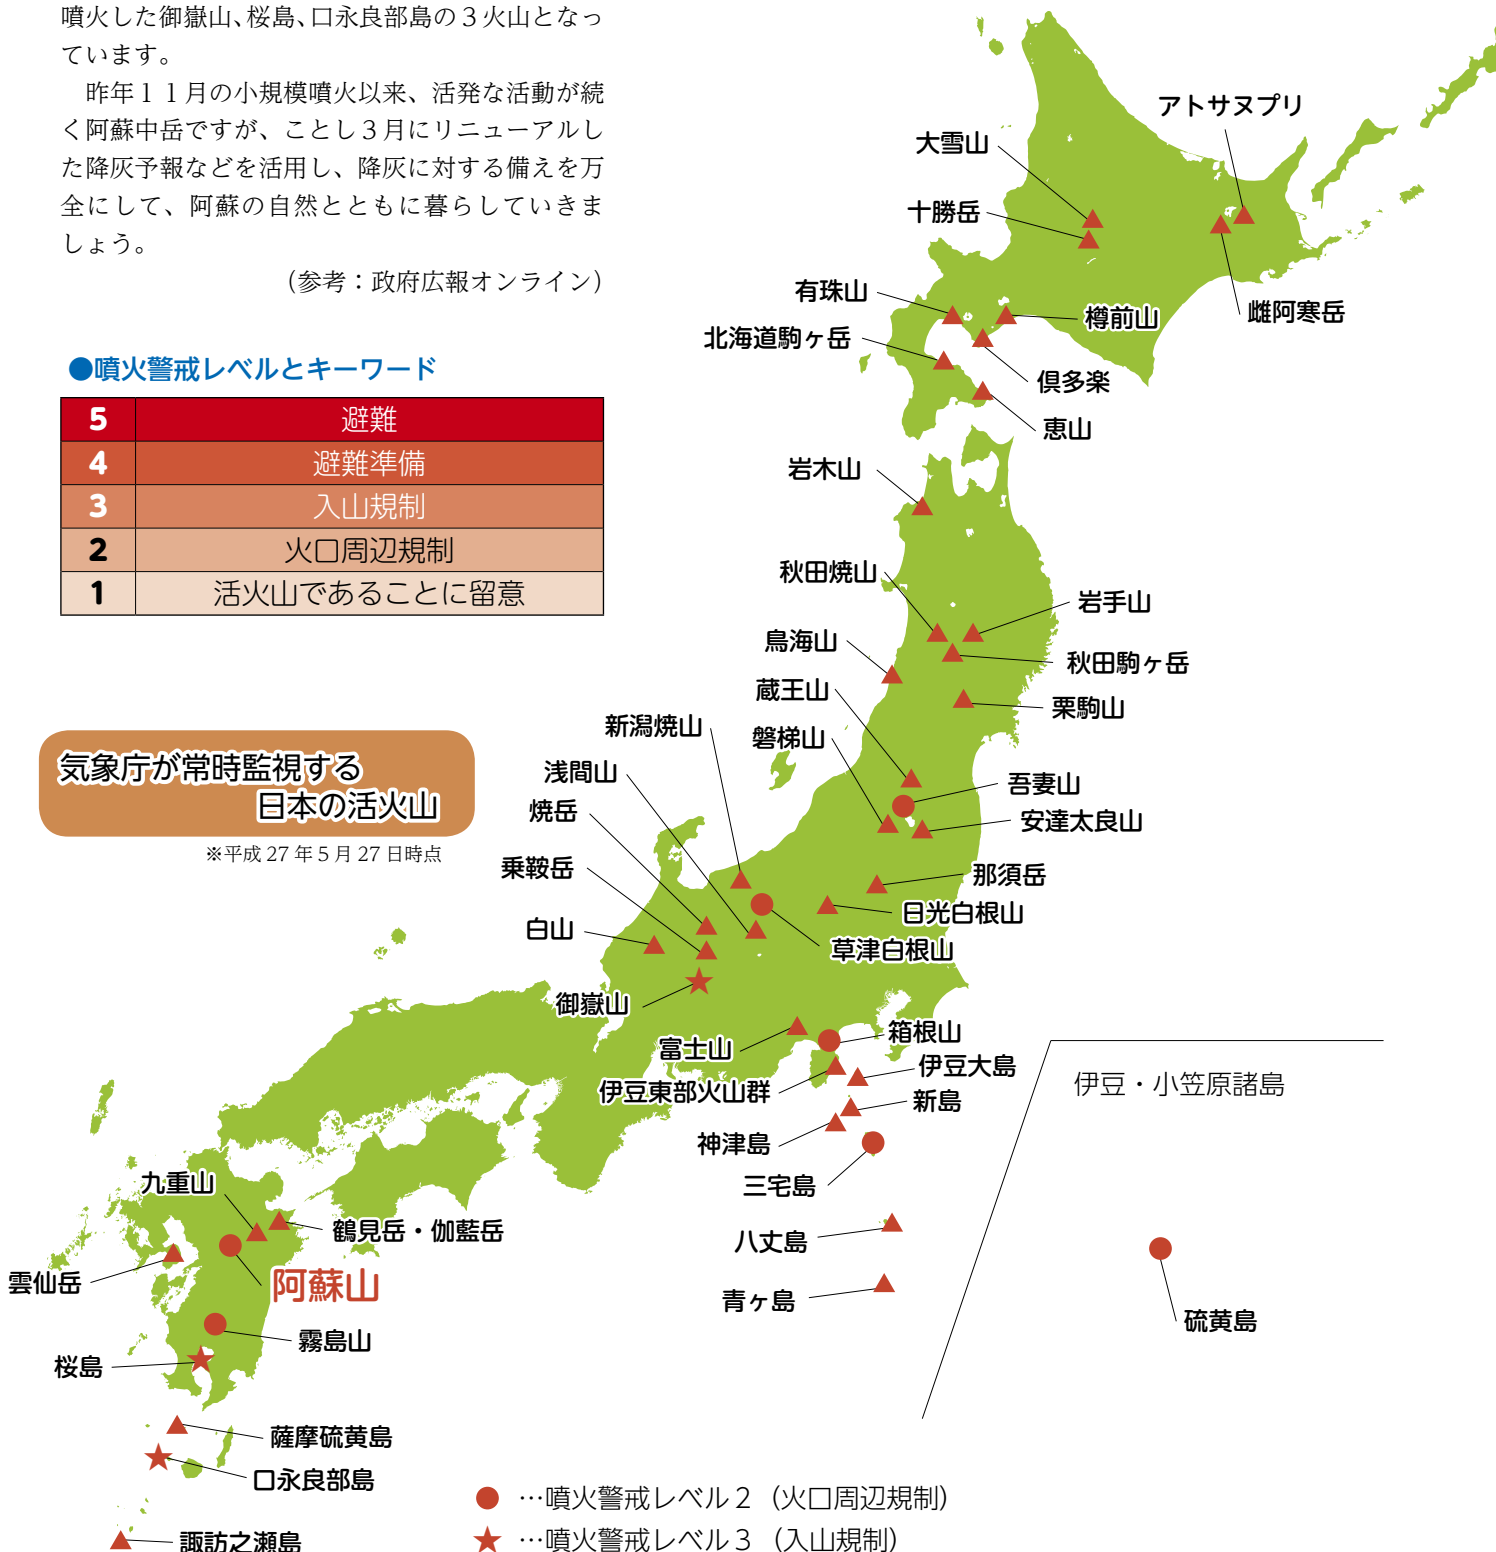 噴火した御嶽山、桜島、口永良部島の３火山となっ
ています。
　昨年１１月の小規模噴火以来、活発な活動が続
く阿蘇中岳ですが、ことし３月にリニューアルし
た降灰予報などを活用し、降灰に対する備えを万
全にして、阿蘇の自然とともに暮らしていきま
しょう。
（参考：政府広報オンライン）
●噴火警戒レベルとキーワード
5 避難
4 避難準備
3 入山規制
2 火口周辺規制
1 活火山であることに留意
気象庁が常時監視する
日本の活火山
※平成 27 年 5 月 27 日時点
アトサヌプリ
大雪山
十勝岳
有珠山
樽前山
雌阿寒岳
北海道駒ヶ岳
倶多楽
恵山
岩木山
秋田焼山
岩手山
鳥海山
秋田駒ヶ岳
蔵王山
栗駒山
新潟焼山
磐梯山
浅間山
吾妻山
焼岳
安達太良山
乗鞍岳
那須岳
日光白根山
白山
草津白根山
御嶽山
箱根山
富士山
伊豆大島
伊豆東部火山群
新島
神津島
三宅島
八丈島
青ヶ島
伊豆・小笠原諸島
硫黄島
九重山
鶴見岳・伽藍岳
雲仙岳
阿蘇山
霧島山
桜島
薩摩硫黄島
口永良部島
諏訪之瀬島
●…噴火警戒レベル２（火口周辺規制）
★…噴火警戒レベル３（入山規制）